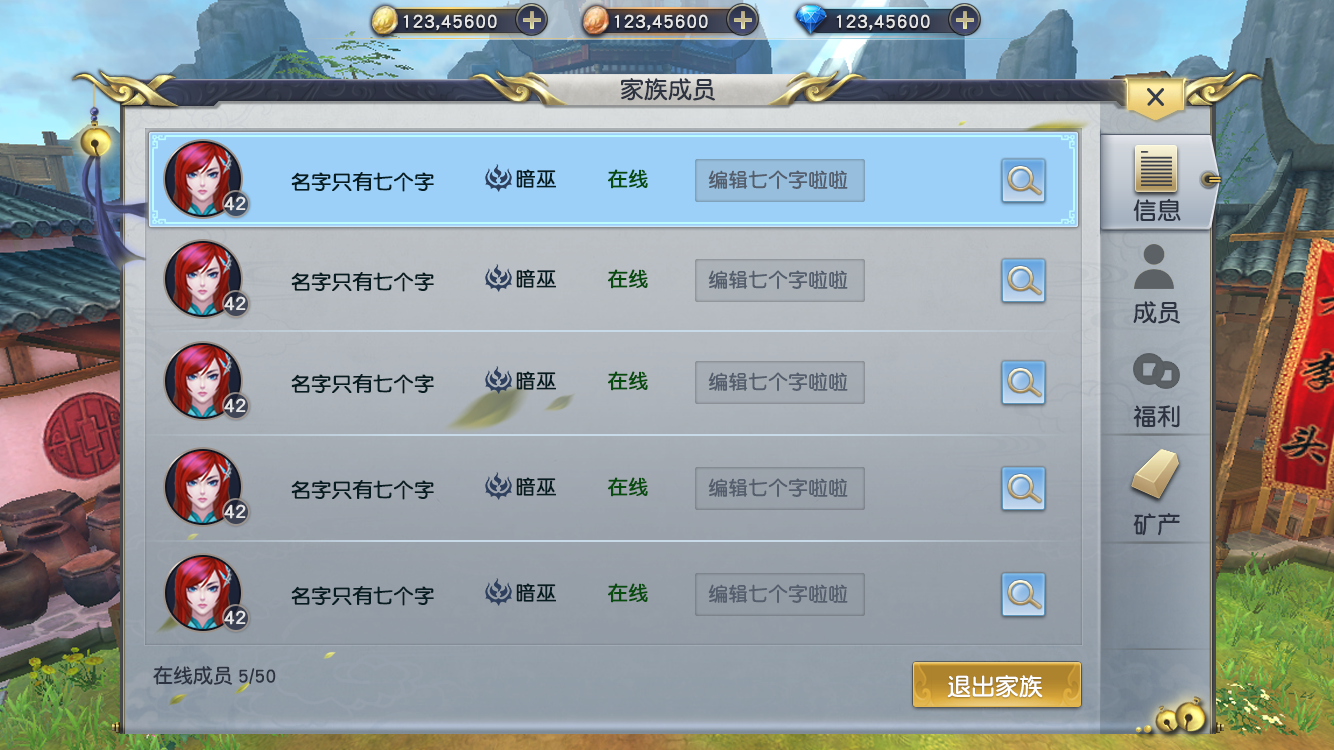 123,45600
123,45600
123,45600
家族成员
42
名字只有七个字
暗巫
在线
编辑七个字啦啦
42
名字只有七个字
暗巫
在线
编辑七个字啦啦
42
名字只有七个字
暗巫
在线
编辑七个字啦啦
42
名字只有七个字
暗巫
在线
编辑七个字啦啦
42
名字只有七个字
暗巫
在线
编辑七个字啦啦
在线成员 5/50
退出家族
信息
成员
福利
矿产
李
头